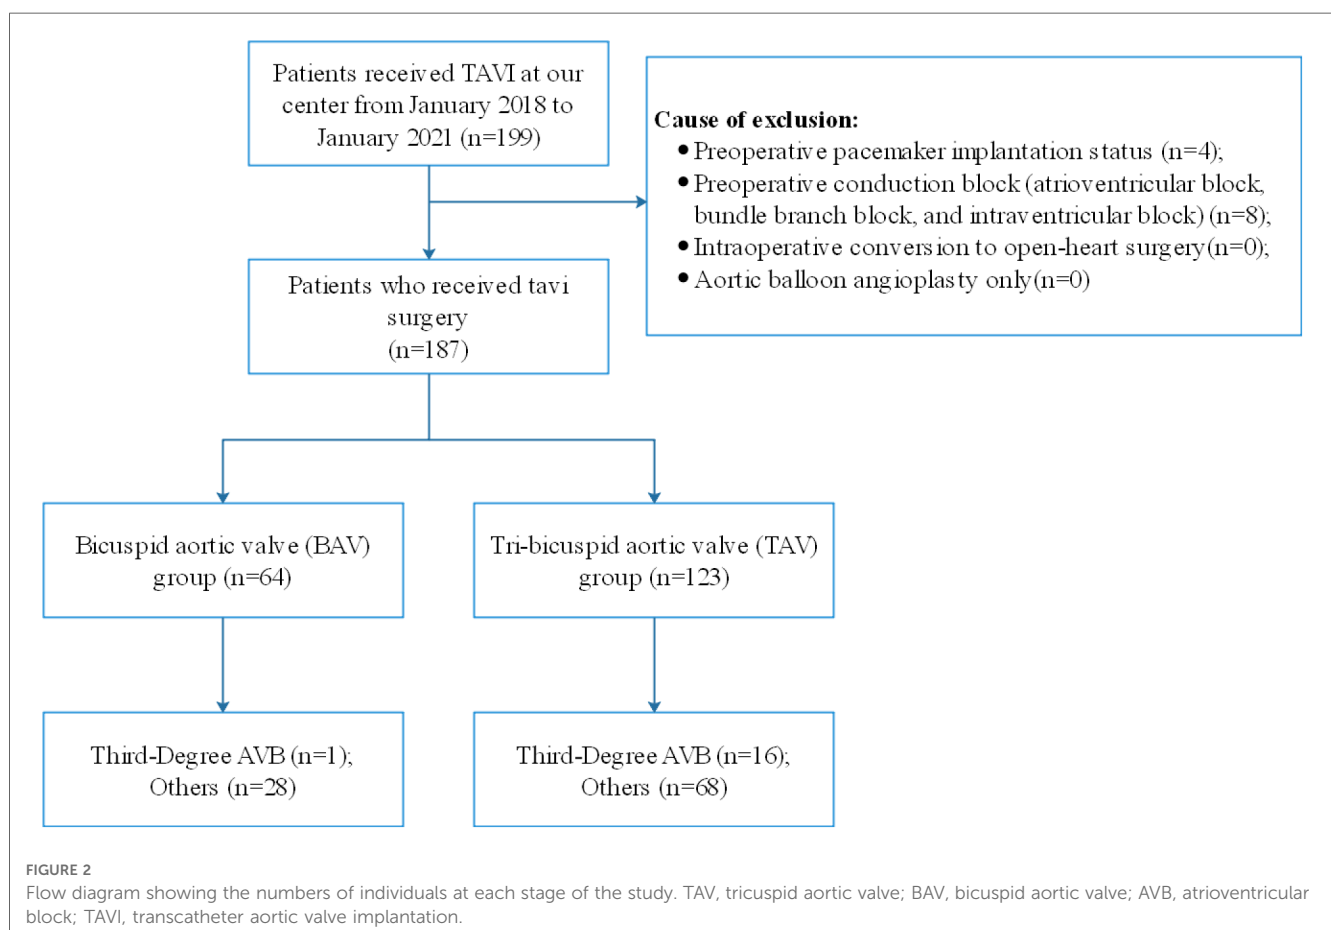 Patients received TAVI at our
center from January 2018 to
January 2021 (n=199)
Cause of exclusion:
● Preoperative pacemaker implantation status (n=4);
● Preoperative conduction block (atrioventricular block,
bundle branch block, and intraventricular block) (n=8);
● Intraoperative conversion to open-heart surgery(n=0);
● Aortic balloon angioplasty only(n=0)
Patients who received tavi
surgery
(n=187)
Bicuspid aortic valve (BAV)
group (n=64)
Tri-bicuspid aortic valve (TAV)
group (n=123)
Third-Degree AVB (n=1);
Others (n=28)
Third-Degree AVB (n=16);
Others (n=68)
FIGURE 2
Flow diagram showing the numbers of individuals at each stage of the study. TAV, tricuspid aortic valve; BAV, bicuspid aortic valve; AVB, atrioventricular
block; TAVI, transcatheter aortic valve implantation.